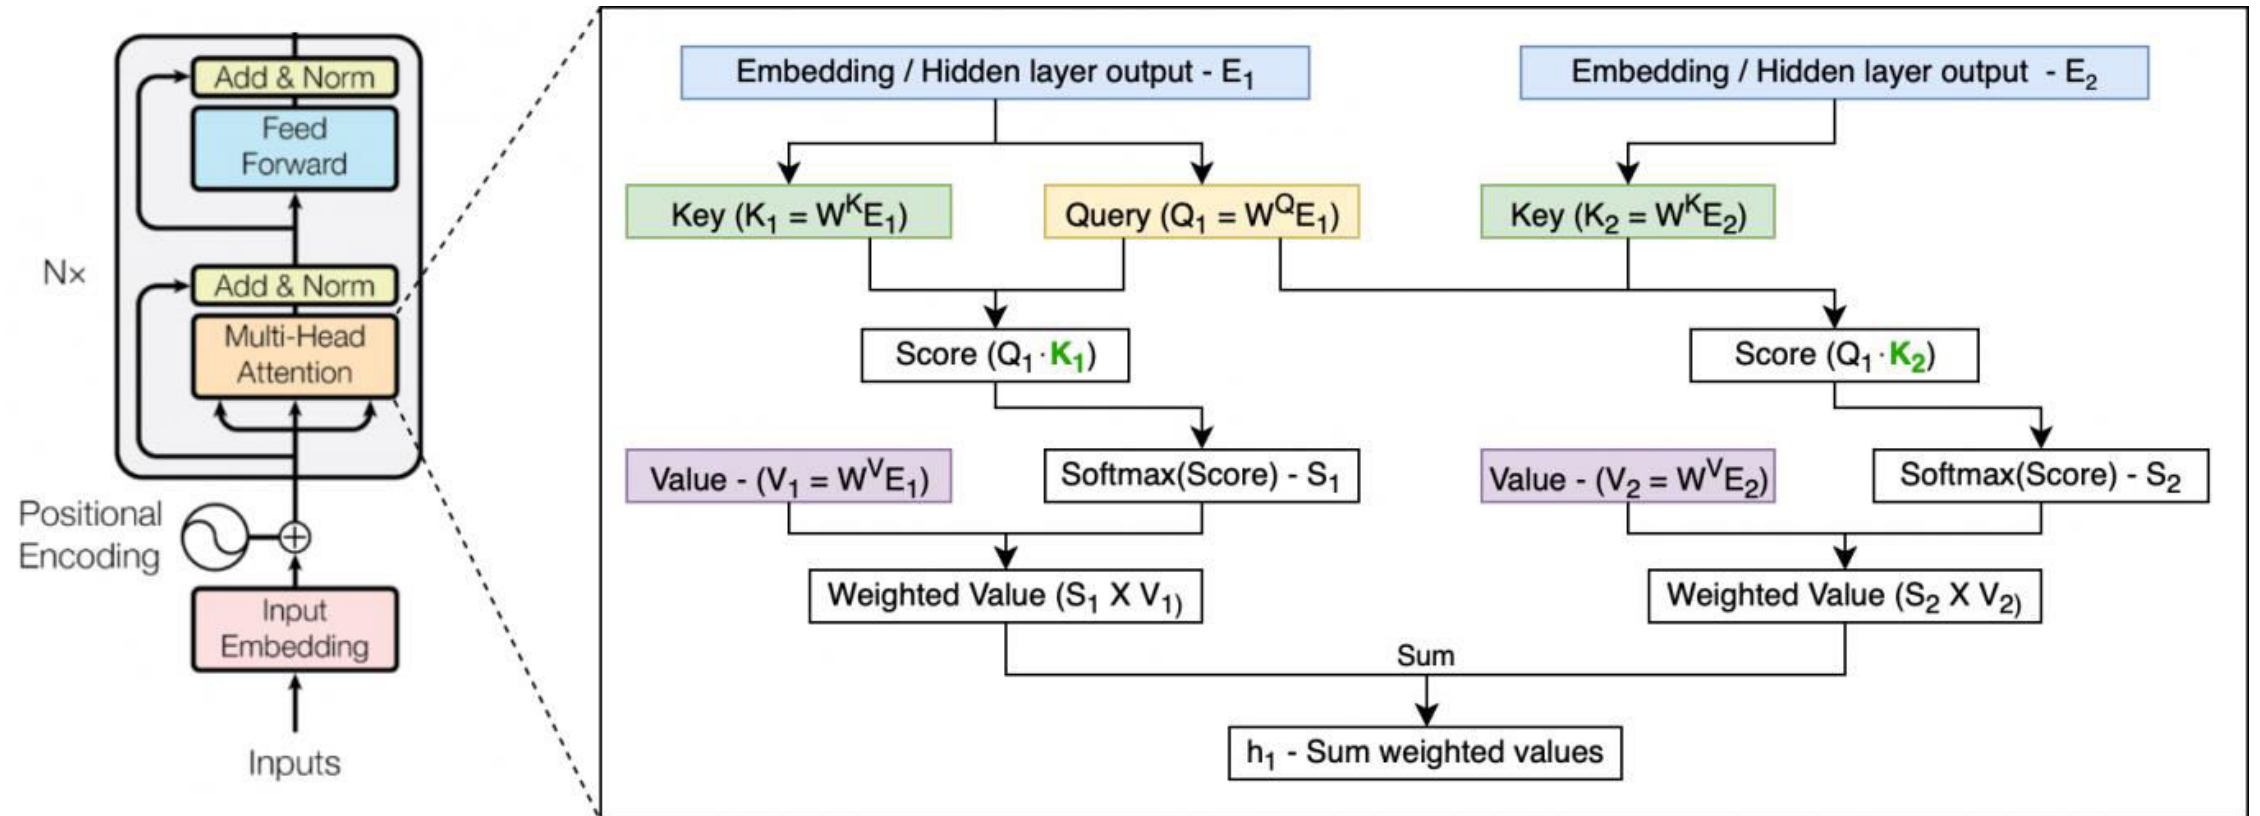 Add & Norm
Feed
Forward
Nx
Add & Norm
Multi-Head
Attention
Positional
Encoding
Input
Embedding
Inputs
Embedding / Hidden layer output - E₁
Embedding / Hidden layer output - E₂
Key (K₁ = WᴷE₁)
Query (Q₁ = W^QE₁)
Key (K₂ = WᴷE₂)
Score (Q₁ · K₁)
Score (Q₁ · K₂)
Value - (V₁ = WⱽE₁)
Softmax(Score) - S₁
Value - (V₂ = WⱽE₂)
Softmax(Score) - S₂
Weighted Value (S₁ X V₁)
Weighted Value (S₂ X V₂)
Sum
h₁ - Sum weighted values